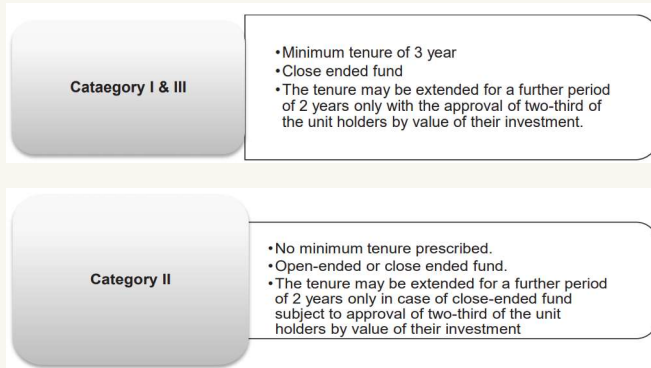 Cataegory I & III
•Minimum tenure of 3 year
•Close ended fund
•The tenure may be extended for a further period
of 2 years only with the approval of two-third of
the unit holders by value of their investment.
Category II
•No minimum tenure prescribed.
•Open-ended or close ended fund.
•The tenure may be extended for a further period
of 2 years only in case of close-ended fund
subject to approval of two-third of the unit
holders by value of their investment